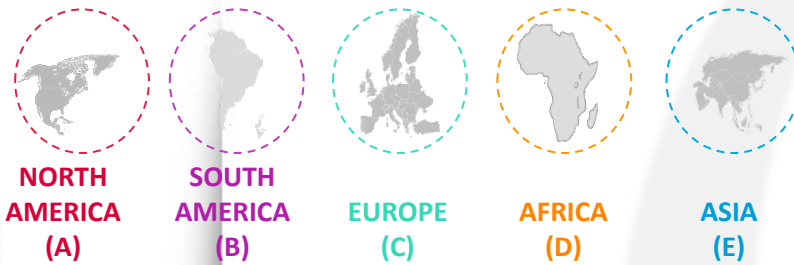 NORTH
AMERICA
(A)
SOUTH
AMERICA
(B)
EUROPE
(C)
AFRICA
(D)
ASIA
(E)